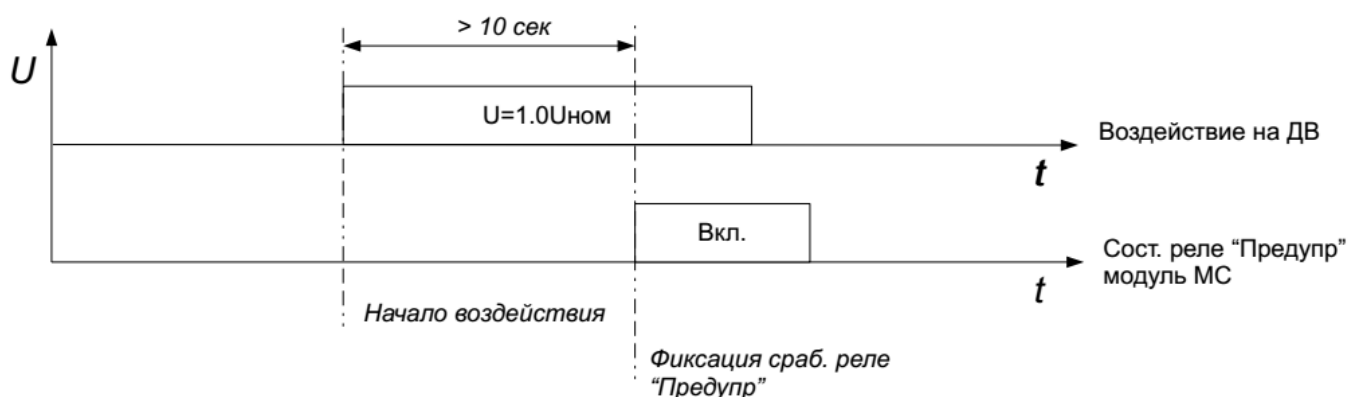 > 10 сек
U
U=1.0Uном
Воздействие на ДВ
t
Вкл.
Сост. реле “Предупр”
модуль МС
t
Начало воздействия
Фиксация сраб. реле
“Предупр”